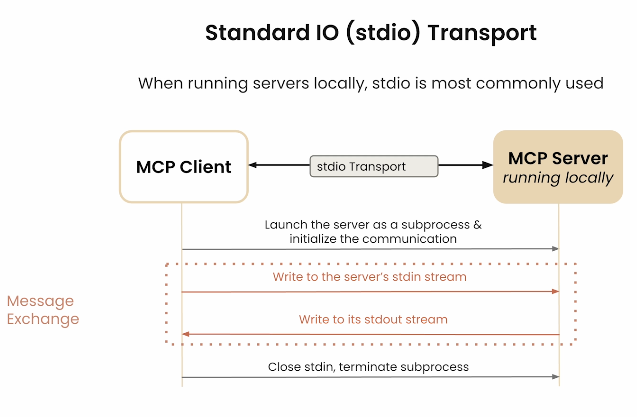 Standard IO (stdio) Transport
When running servers locally, stdio is most commonly used
MCP Client
stdio Transport
MCP Server
running locally
Launch the server as a subprocess &
initialize the communication
Message
Exchange
Write to the server's stdin stream
Write to its stdout stream
Close stdin, terminate subprocess